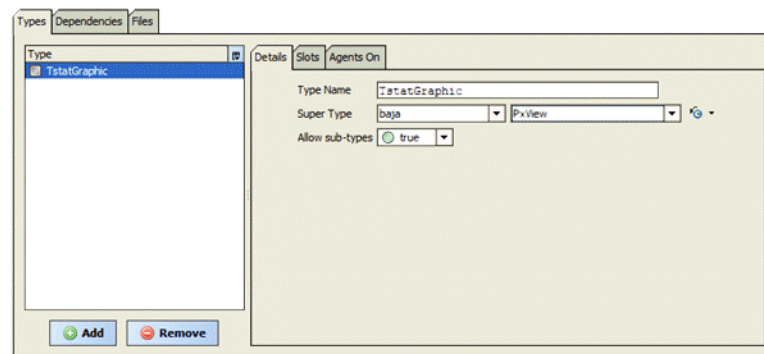 Types Dependencies Files
Type
TstatGraphic
Details Slots Agents On
Type Name TstatGraphic
Super Type baja PxView
Allow sub-types true
Add Remove